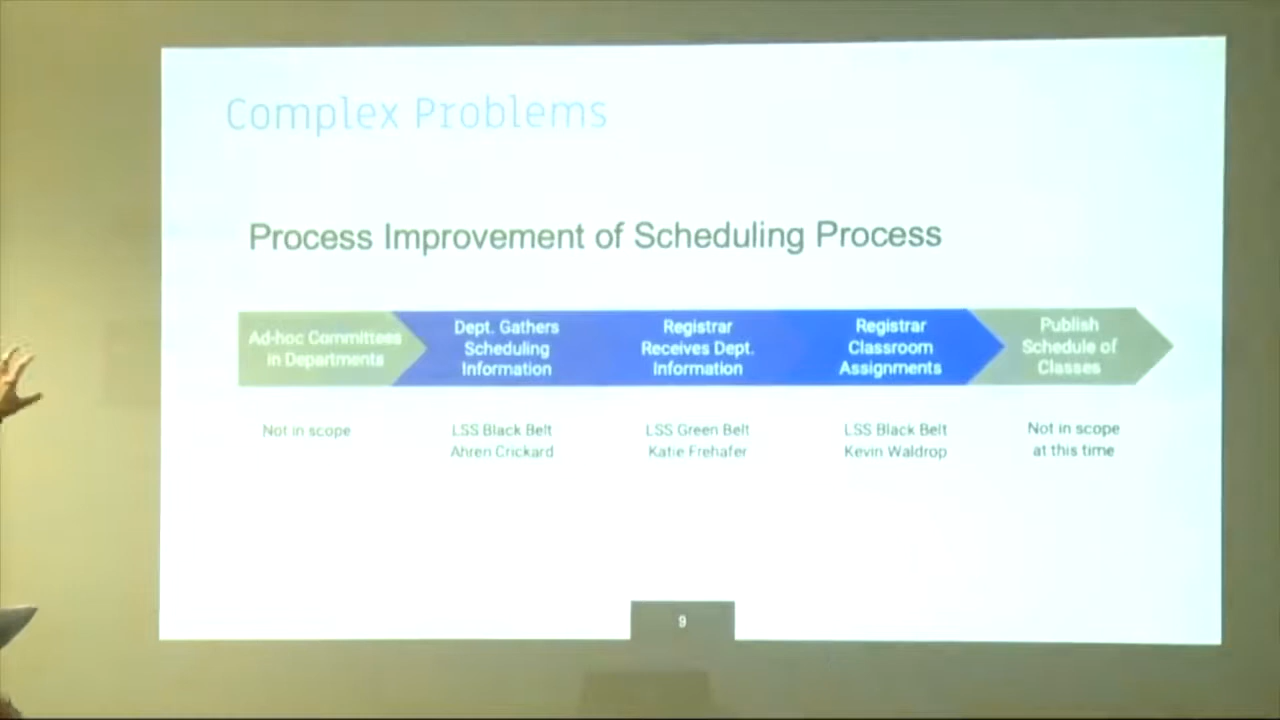 Complex Problems
Process Improvement of Scheduling Process
Ad-hoc Committees
in Departments
Dept. Gathers
Scheduling
Information
Registrar
Receives Dept.
Information
Registrar
Classroom
Assignments
Publish
Schedule of
Classes
Not in scope
LSS Black Belt
Ahren Crickard
LSS Green Belt
Katie Frehafer
LSS Black Belt
Kevin Waldrop
Not in scope
at this time
9